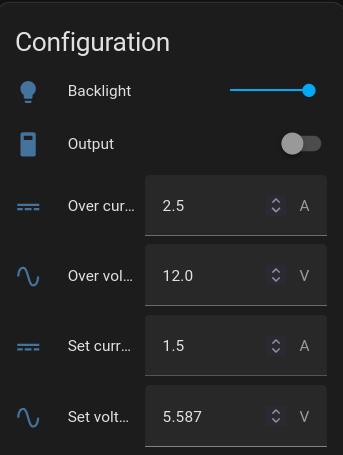 Configuration
Backlight
Output
Over cur... 2.5 A
Over vol... 12.0 V
Set curr... 1.5 A
Set volt... 5.587 V